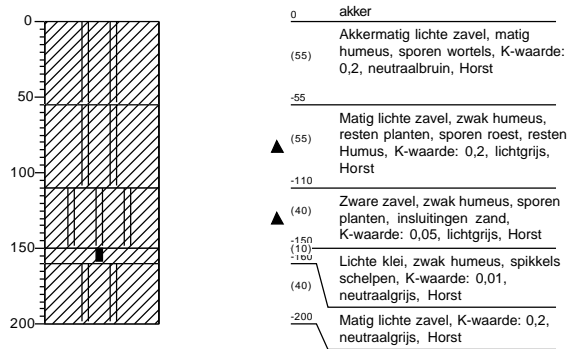 0
50
100
150
200
0 akker
(55)
Akkermatig lichte zavel, matig
humeus, sporen wortels, K-waarde:
0,2, neutraalbruin, Horst
-55
(55)
Matig lichte zavel, zwak humeus,
resten planten, sporen roest, resten
Humus, K-waarde: 0,2, lichtgrijs,
Horst
-110
(40)
Zware zavel, zwak humeus, sporen
planten, insluitingen zand,
K-waarde: 0,05, lichtgrijs, Horst
-150
(10)
-160
Lichte klei, zwak humeus, spikkels
schelpen, K-waarde: 0,01,
neutraalgrijs, Horst
(40)
-200
Matig lichte zavel, K-waarde: 0,2,
neutraalgrijs, Horst